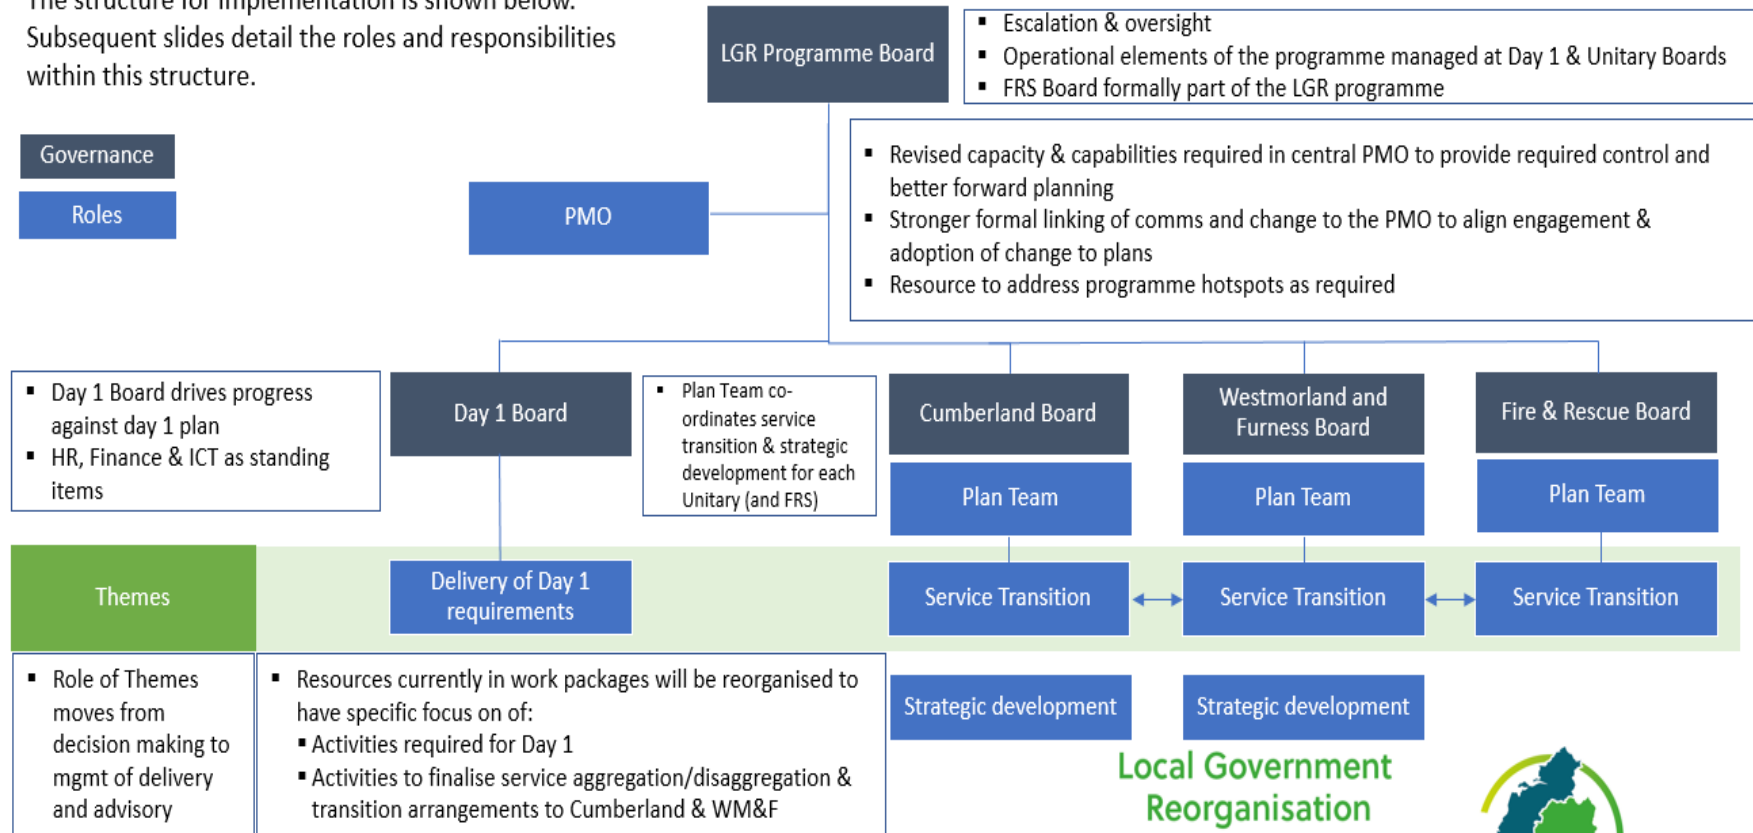 The structure for implementation is shown below.
Subsequent slides detail the roles and responsibilities
within this structure.
LGR Programme Board
▪ Escalation & oversight
▪ Operational elements of the programme managed at Day 1 & Unitary Boards
▪ FRS Board formally part of the LGR programme
Governance
Roles
PMO
▪ Revised capacity & capabilities required in central PMO to provide required control and
better forward planning
▪ Stronger formal linking of comms and change to the PMO to align engagement &
adoption of change to plans
▪ Resource to address programme hotspots as required
▪ Day 1 Board drives progress
against day 1 plan
▪ HR, Finance & ICT as standing
items
Day 1 Board
▪ Plan Team co-
ordinates service
transition & strategic
development for each
Unitary (and FRS)
Cumberland Board
Westmorland and
Furness Board
Fire & Rescue Board
Plan Team
Plan Team
Plan Team
Themes
Delivery of Day 1
requirements
Service Transition
Service Transition
Service Transition
▪ Role of Themes
moves from
decision making to
mgmt of delivery
and advisory
▪ Resources currently in work packages will be reorganised to
have specific focus on of:
▪ Activities required for Day 1
▪ Activities to finalise service aggregation/disaggregation &
transition arrangements to Cumberland & WM&F
Strategic development
Strategic development
Local Government
Reorganisation